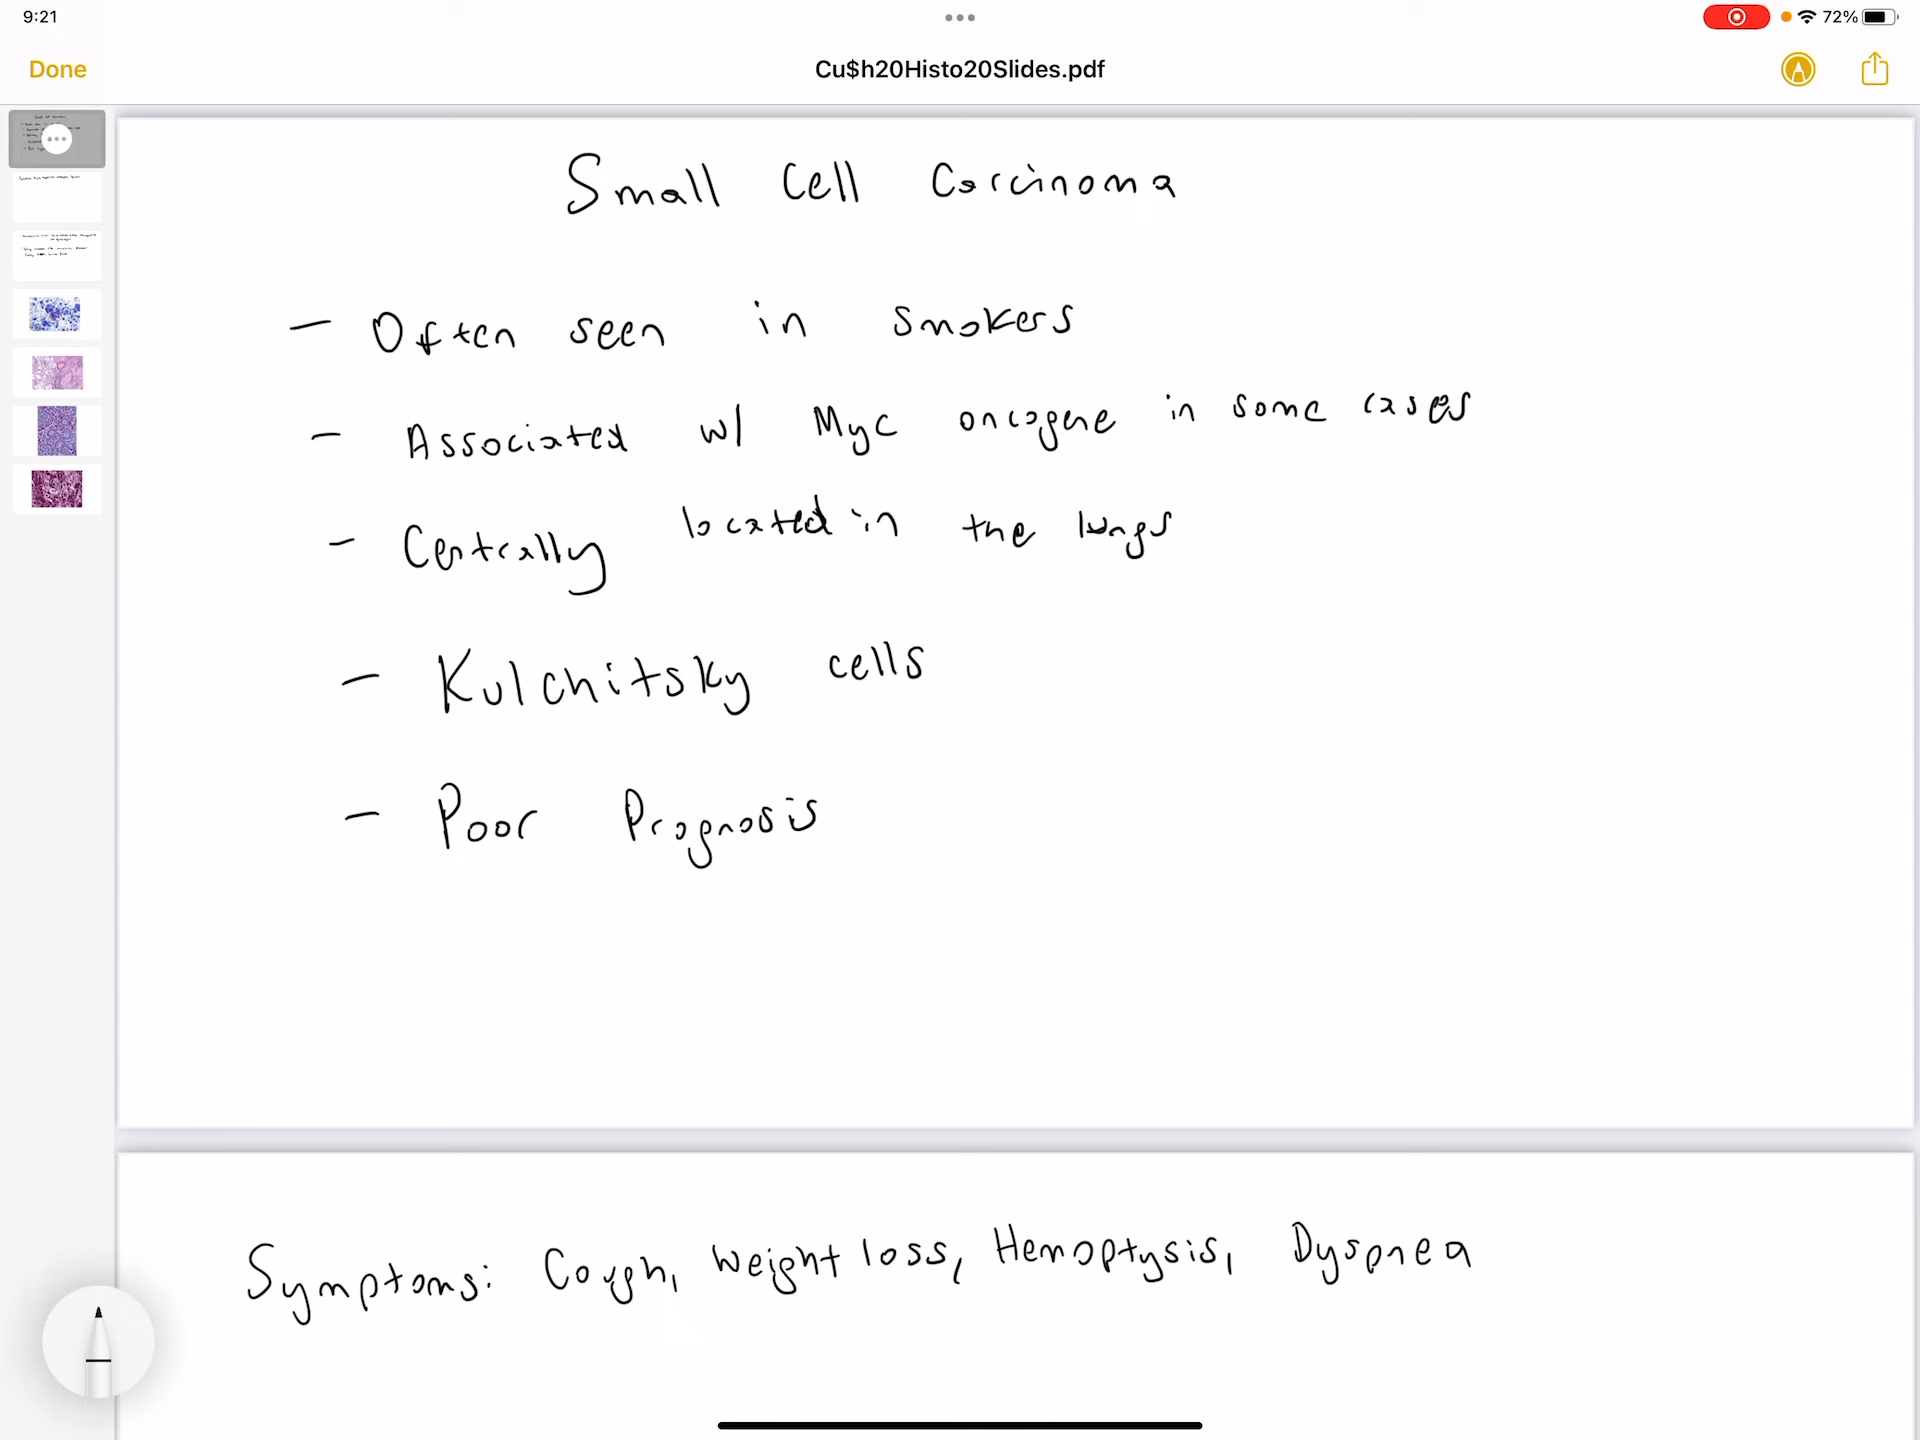 9:21
72%
Done
Cu$h20Histo20Slides.pdf
Small Cell Carcinoma
- Often seen in smokers
- Associated w/ Myc oncogene in some cases
- Centrally located in the lungs
- Kulchitsky cells
- Poor Prognosis
Symptoms: Cough, weight loss, Hemoptysis, Dyspnea